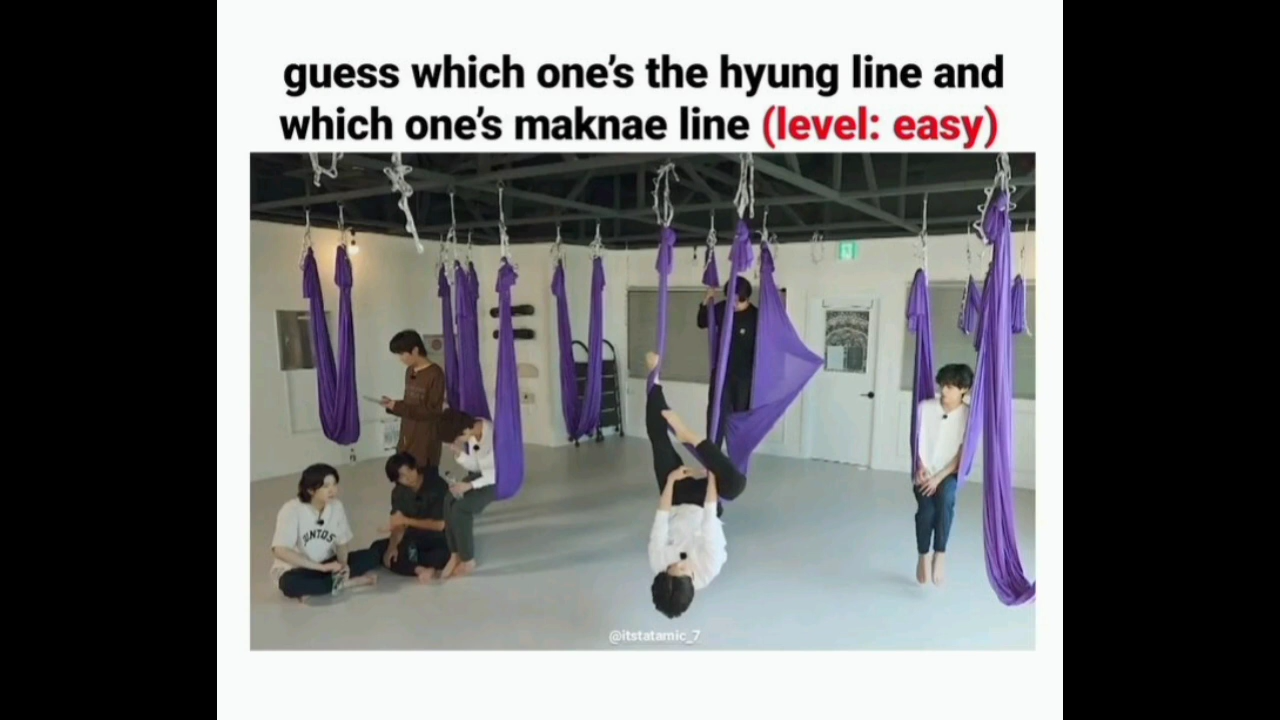 guess which one’s the hyung line and
which one’s maknae line (level: easy)
@itstatamic_7